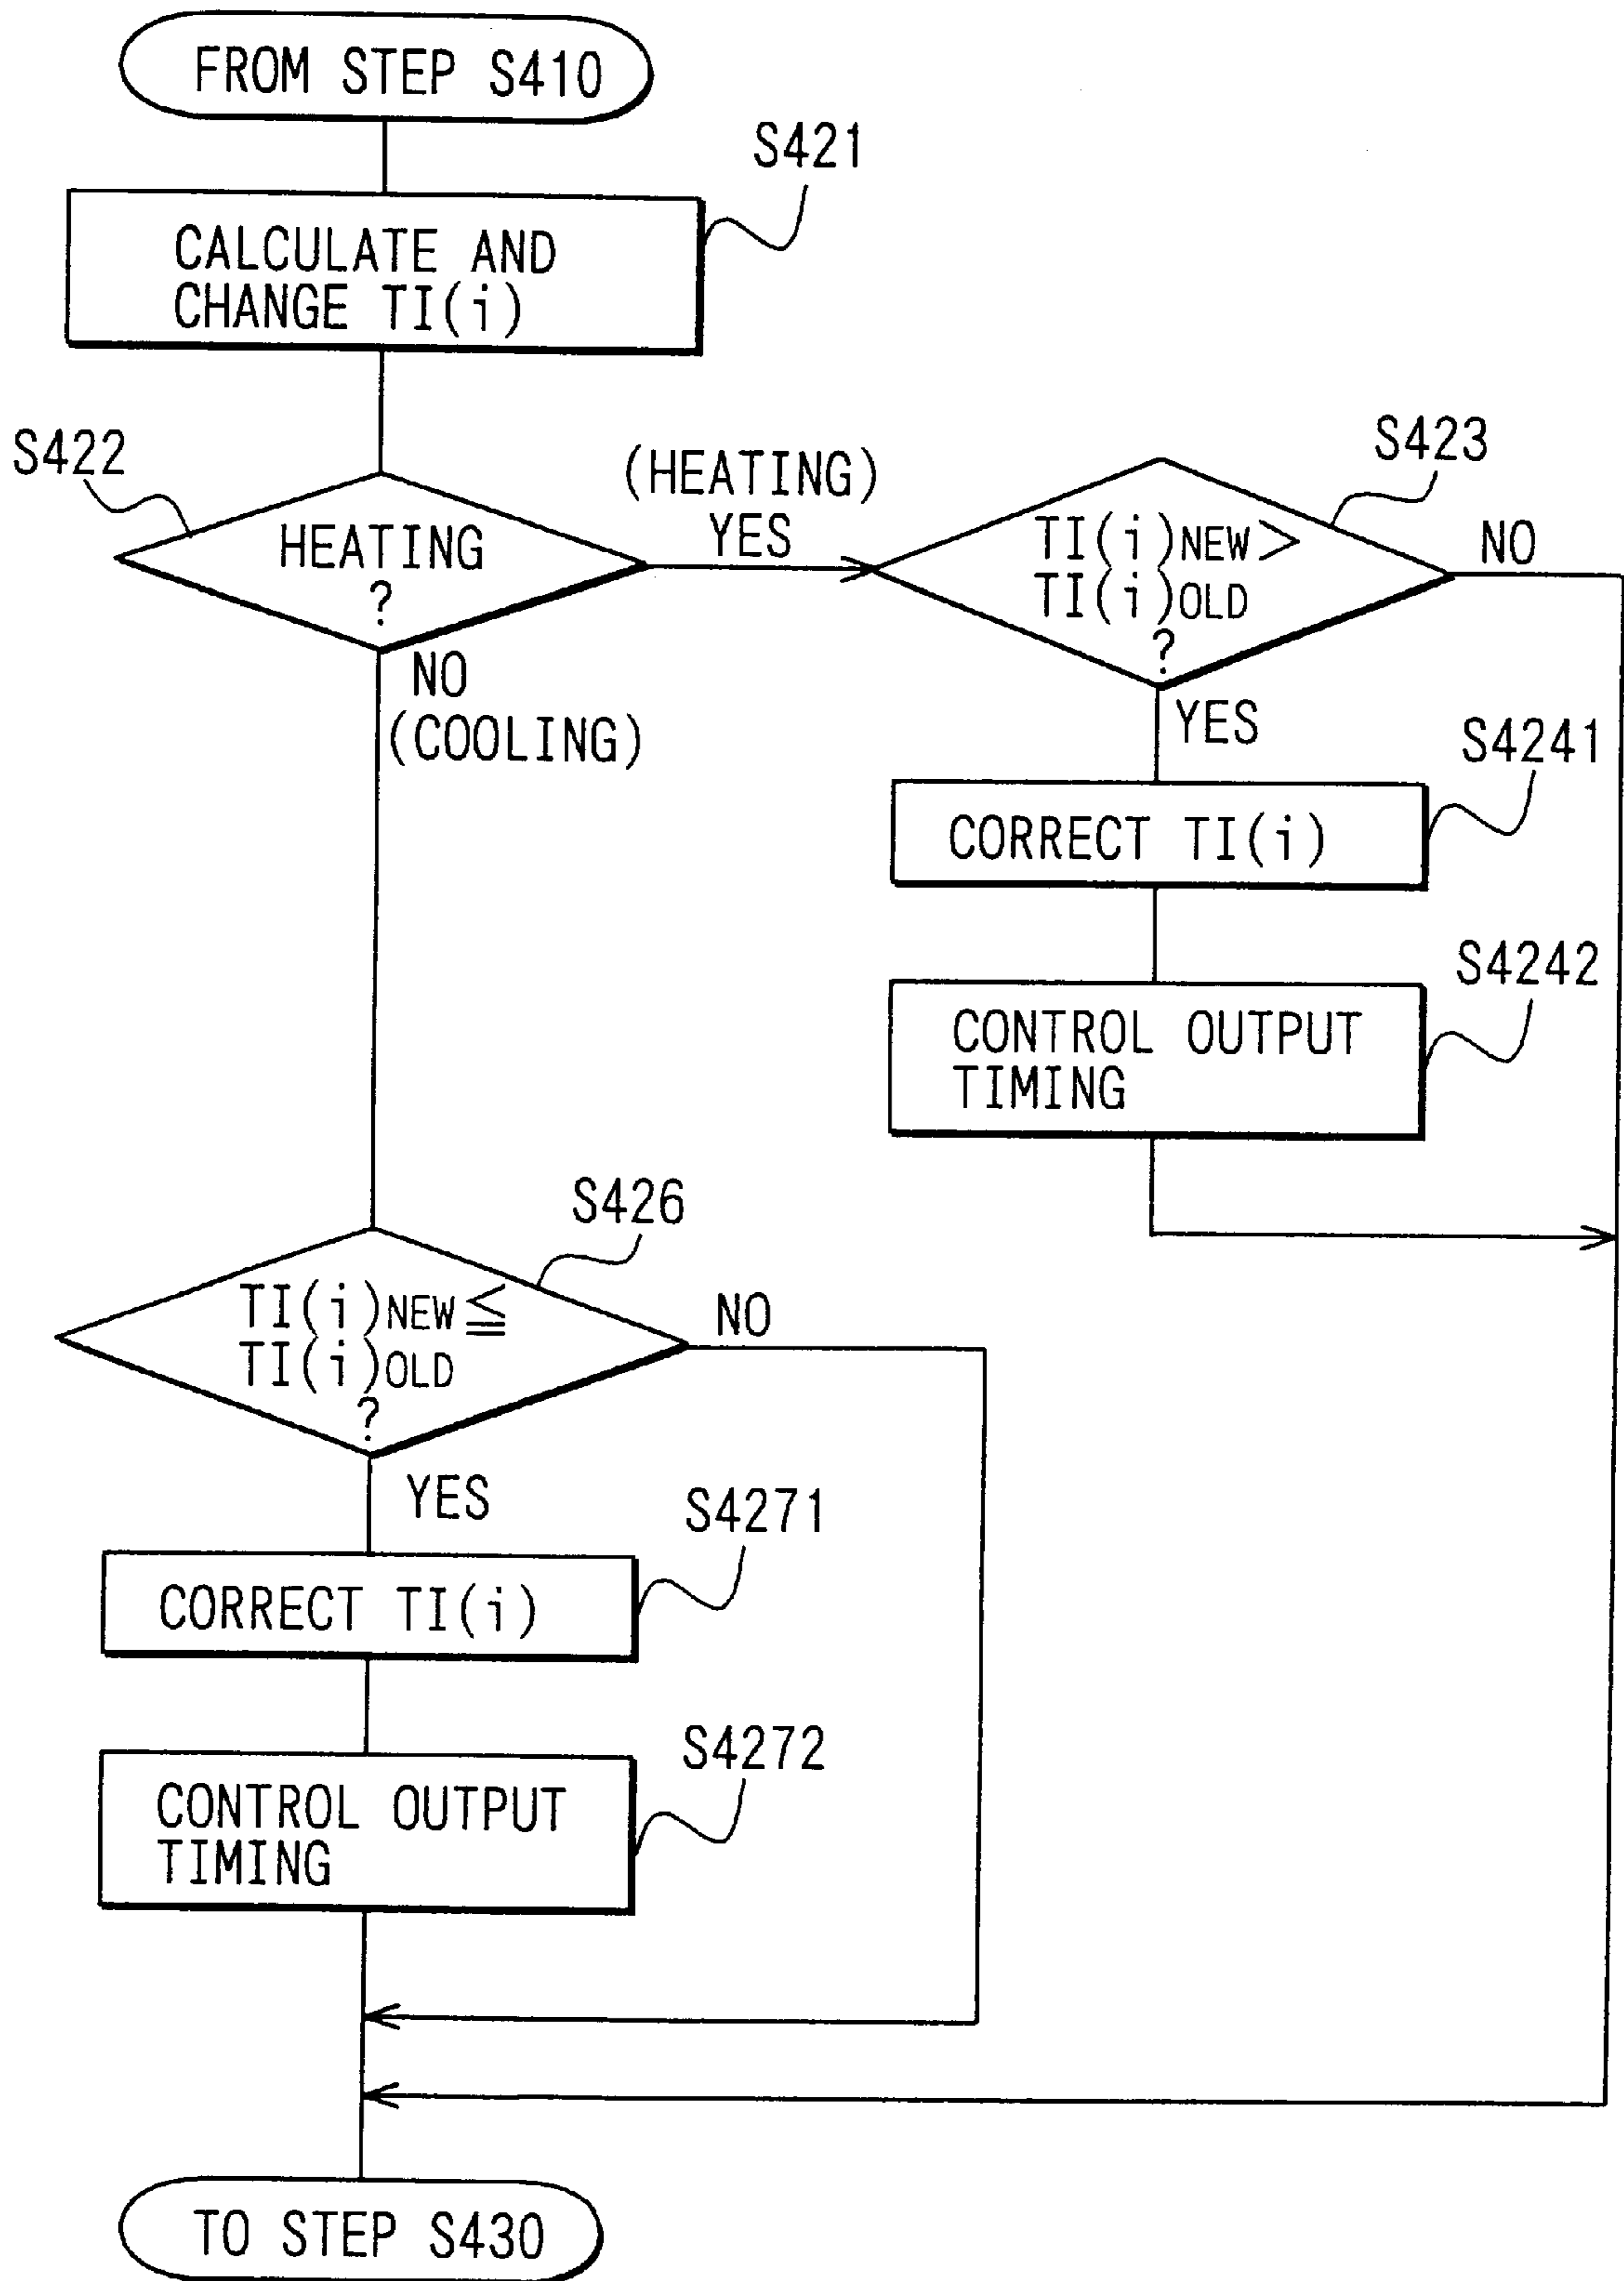 FROM STEP S410
S421
CALCULATE AND
CHANGE TI(i)
S422
HEATING
?
(HEATING)
YES
S423
TI(i)NEW>
TI(i)OLD
?
NO
NO
(COOLING)
YES
S4241
CORRECT TI(i)
S4242
CONTROL OUTPUT
TIMING
S426
TI(i)NEW≦
TI(i)OLD
?
NO
YES
S4271
CORRECT TI(i)
S4272
CONTROL OUTPUT
TIMING
TO STEP S430